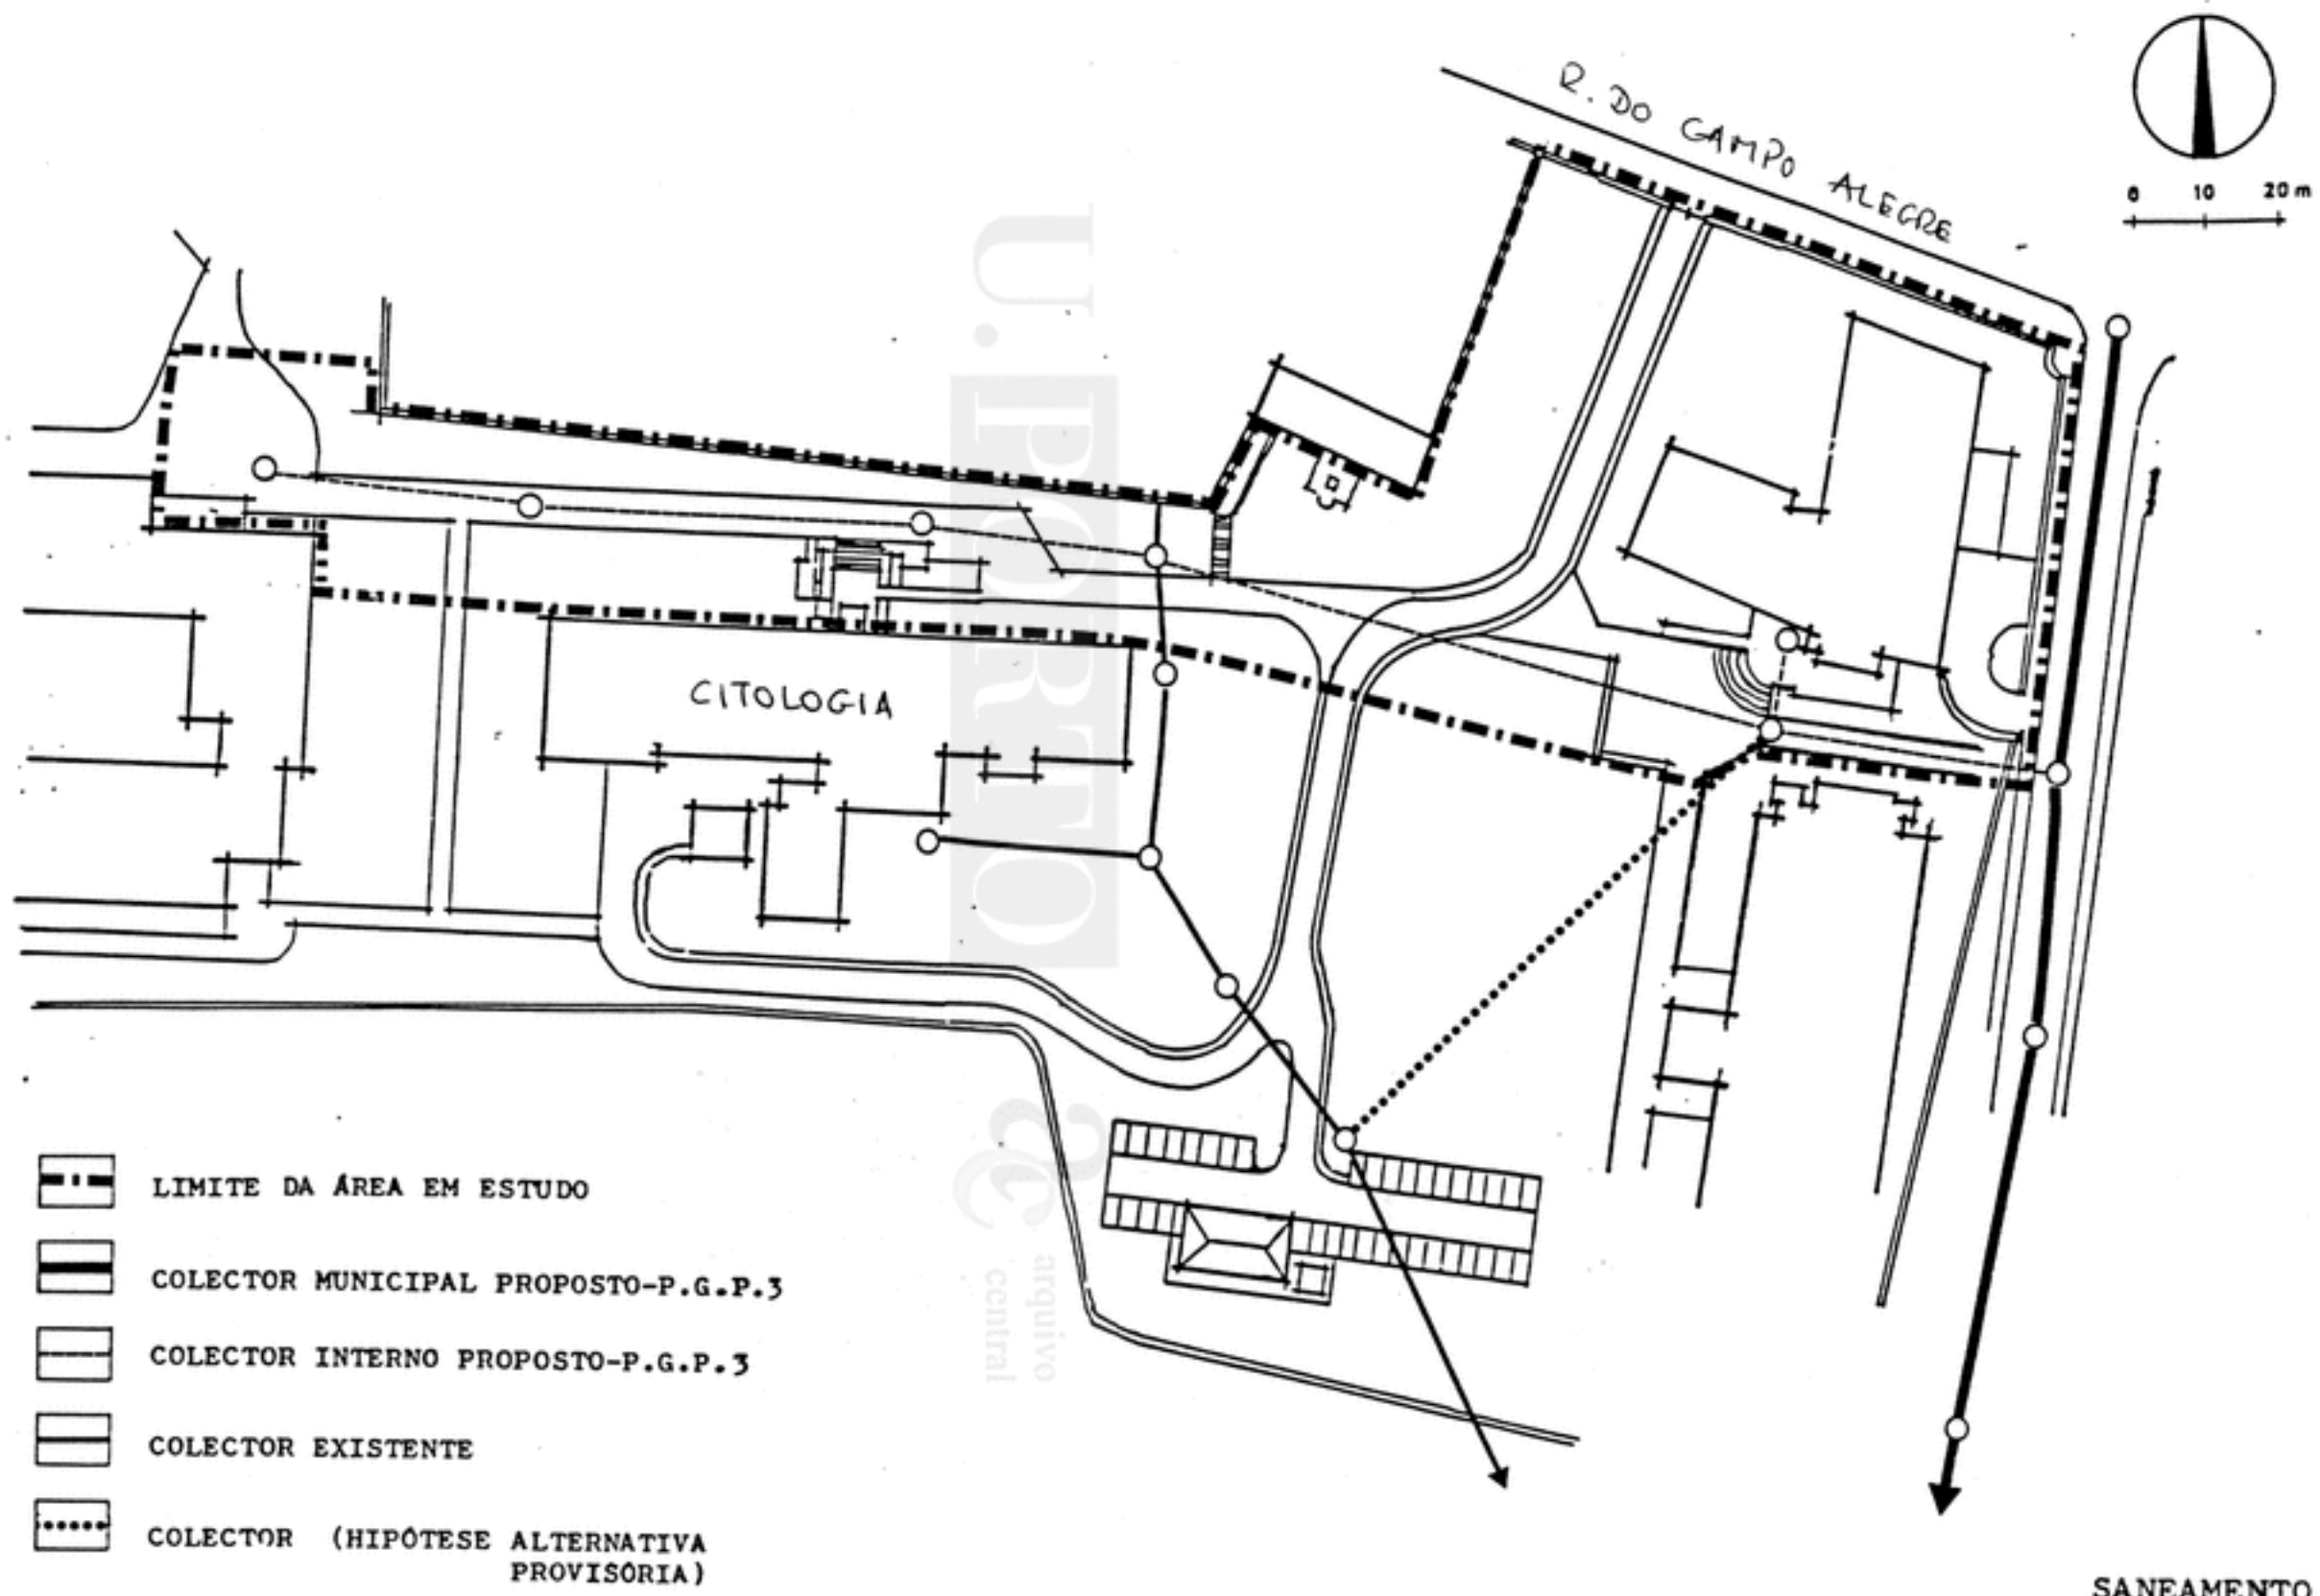 R. DO CAMPO ALEGRE
0 10 20 m
CITOLOGIA
U. PORTO
arquivo
central
LIMITE DA ÁREA EM ESTUDO
COLECTOR MUNICIPAL PROPOSTO-P.G.P.3
COLECTOR INTERNO PROPOSTO-P.G.P.3
COLECTOR EXISTENTE
COLECTOR (HIPÓTESE ALTERNATIVA
PROVISÓRIA)
SANEAMENTO